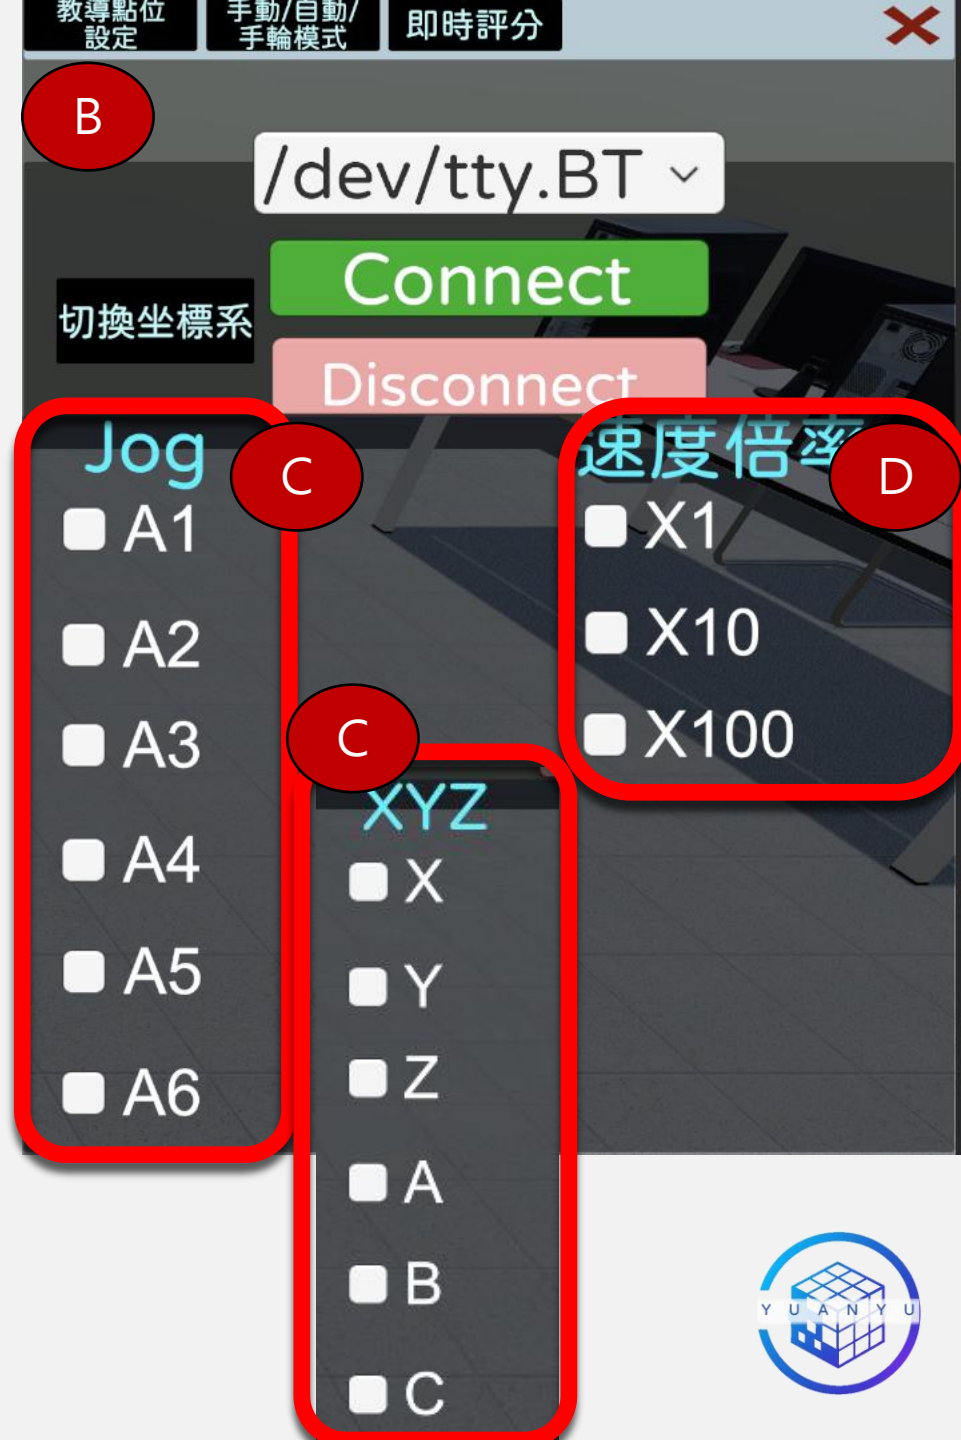 教導點位
設定
手動/自動/
手輪模式
即時評分
B
/dev/tty.BT
Connect
切換坐標系
Disconnect
Jog
C
速度倍率
D
A1
X1
A2
X10
A3
X100
C
XYZ
A4
X
A5
Y
A6
Z
A
B
C
YUANYU